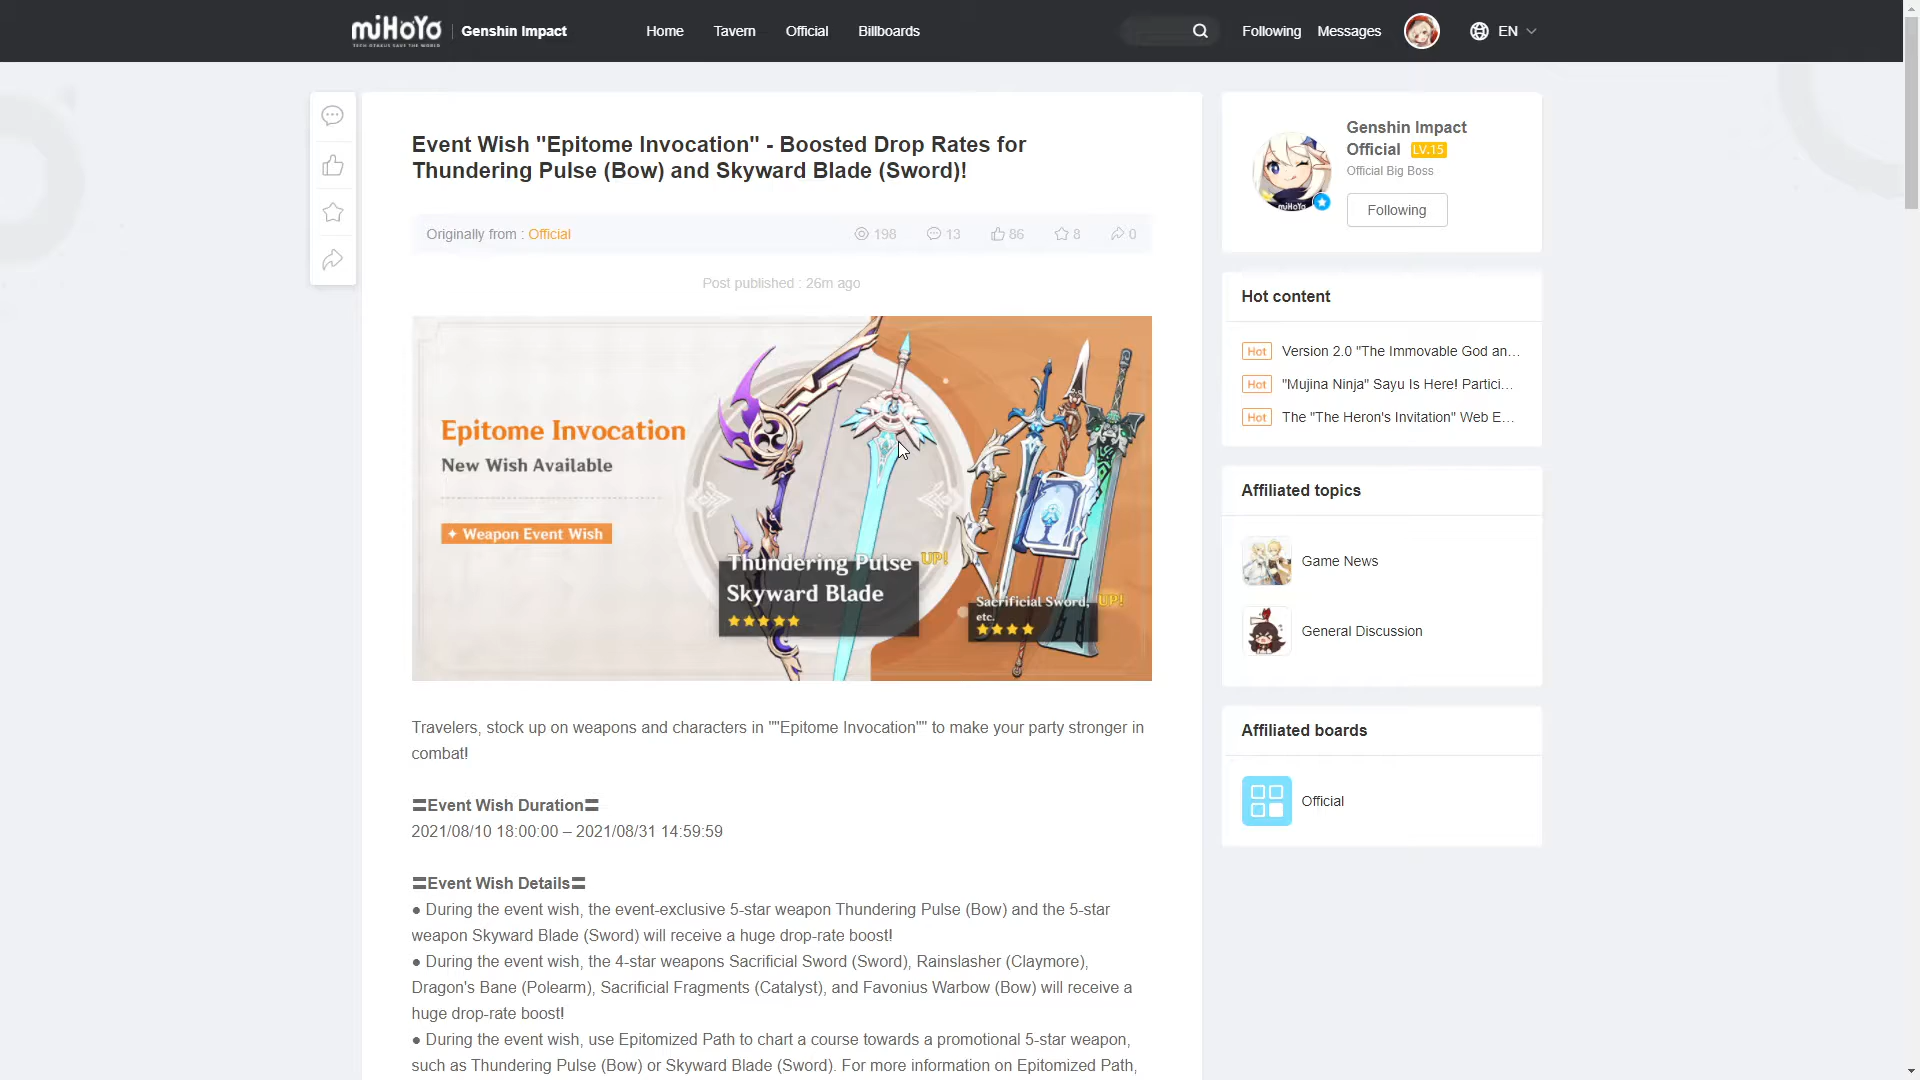 miHoYo
TECH OTAKUS SAVE THE WORLD
Genshin Impact
Home
Tavern
Official
Billboards
Following
Messages
EN
Event Wish "Epitome Invocation" - Boosted Drop Rates for
Thundering Pulse (Bow) and Skyward Blade (Sword)!
Originally from : Official
198
13
86
8
0
Post published : 26m ago
Epitome Invocation
New Wish Available
Weapon Event Wish
Thundering Pulse UP!
Skyward Blade
Sacrificial Sword, UP!
etc.
Travelers, stock up on weapons and characters in ""Epitome Invocation"" to make your party stronger in
combat!
〓Event Wish Duration〓
2021/08/10 18:00:00 – 2021/08/31 14:59:59
〓Event Wish Details〓
● During the event wish, the event-exclusive 5-star weapon Thundering Pulse (Bow) and the 5-star
weapon Skyward Blade (Sword) will receive a huge drop-rate boost!
● During the event wish, the 4-star weapons Sacrificial Sword (Sword), Rainslasher (Claymore),
Dragon's Bane (Polearm), Sacrificial Fragments (Catalyst), and Favonius Warbow (Bow) will receive a
huge drop-rate boost!
● During the event wish, use Epitomized Path to chart a course towards a promotional 5-star weapon,
such as Thundering Pulse (Bow) or Skyward Blade (Sword). For more information on Epitomized Path,
Genshin Impact
Official LV.15
Official Big Boss
miHoYo
Following
Hot content
Hot Version 2.0 "The Immovable God an...
Hot "Mujina Ninja" Sayu Is Here! Partici...
Hot The "The Heron's Invitation" Web E...
Affiliated topics
Game News
General Discussion
Affiliated boards
Official